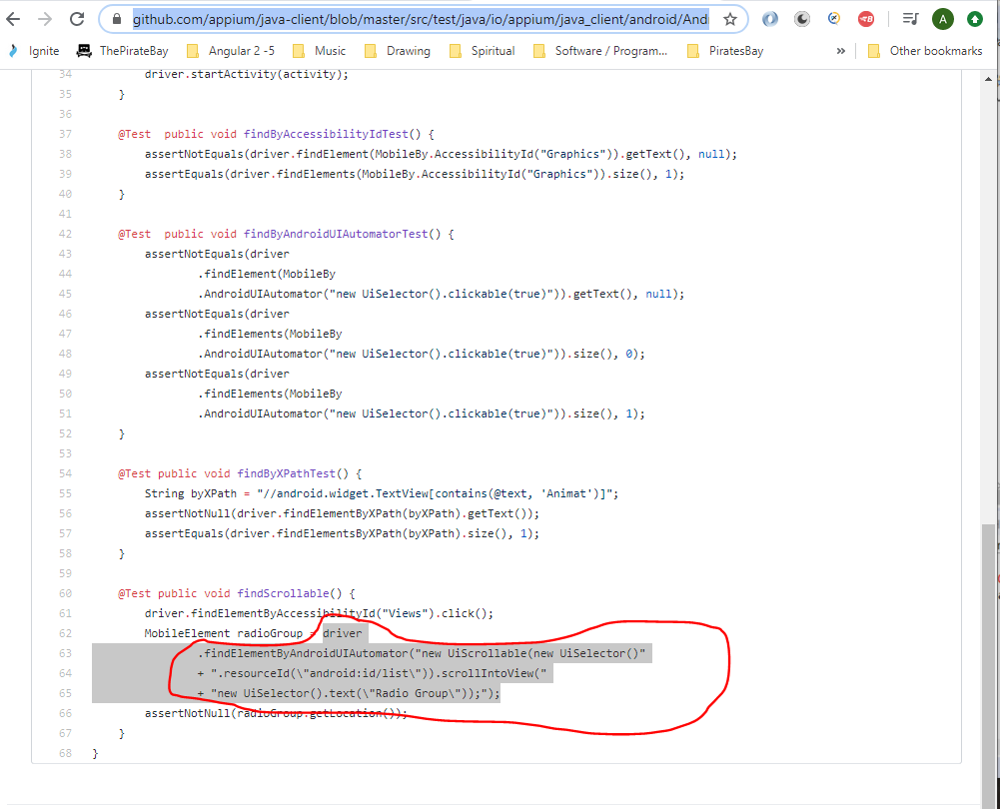 github.com/appium/java-client/blob/master/src/test/java/io/appium/java_client/android/Andr
A
Ignite ThePirateBay Angular 2 -5 Music Drawing Spiritual Software / Program... PiratesBay » Other bookmarks
34 driver.startActivity(activity);
35 }
36
37 @Test  public void findByAccessibilityIdTest() {
38 assertNotEquals(driver.findElement(MobileBy.AccessibilityId("Graphics")).getText(), null);
39 assertEquals(driver.findElements(MobileBy.AccessibilityId("Graphics")).size(), 1);
40 }
41
42 @Test  public void findByAndroidUIAutomatorTest() {
43 assertNotEquals(driver
44 .findElement(MobileBy
45 .AndroidUIAutomator("new UiSelector().clickable(true)")).getText(), null);
46 assertNotEquals(driver
47 .findElements(MobileBy
48 .AndroidUIAutomator("new UiSelector().clickable(true)")).size(), 0);
49 assertNotEquals(driver
50 .findElements(MobileBy
51 .AndroidUIAutomator("new UiSelector().clickable(true)")).size(), 1);
52 }
53
54 @Test public void findByXPathTest() {
55 String byXPath = "//android.widget.TextView[contains(@text, 'Animat')]";
56 assertNotNull(driver.findElementByXPath(byXPath).getText());
57 assertEquals(driver.findElementsByXPath(byXPath).size(), 1);
58 }
59
60 @Test public void findScrollable() {
61 driver.findElementByAccessibilityId("Views").click();
62 MobileElement radioGroup = driver
63 .findElementByAndroidUIAutomator("new UiScrollable(new UiSelector()"
64 + ".resourceId(\"android:id/list\")).scrollIntoView("
65 + "new UiSelector().text(\"Radio Group\"));");
66 assertNotNull(radioGroup.getLocation());
67 }
68 }